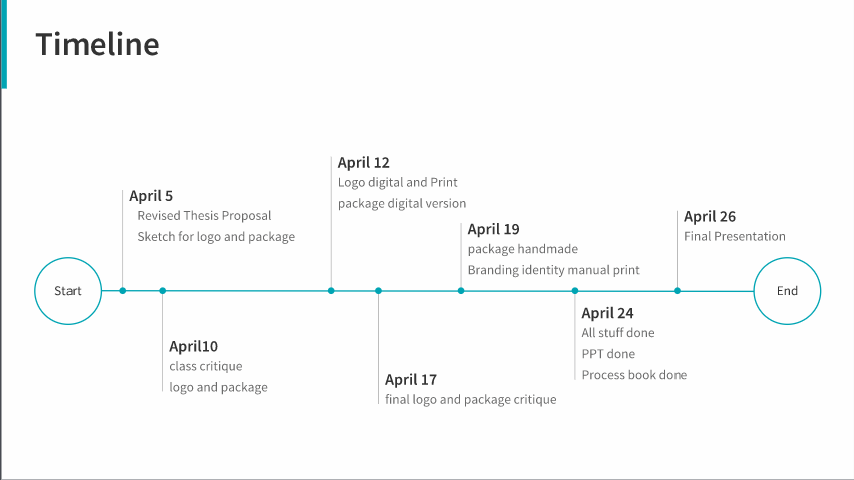 Timeline
April 12
Logo digital and Print
package digital version
April 5
Revised Thesis Proposal
Sketch for logo and package
April 19
package handmade
Branding identity manual print
April 26
Final Presentation
Start
End
April10
class critique
logo and package
April 17
final logo and package critique
April 24
All stuff done
PPT done
Process book done